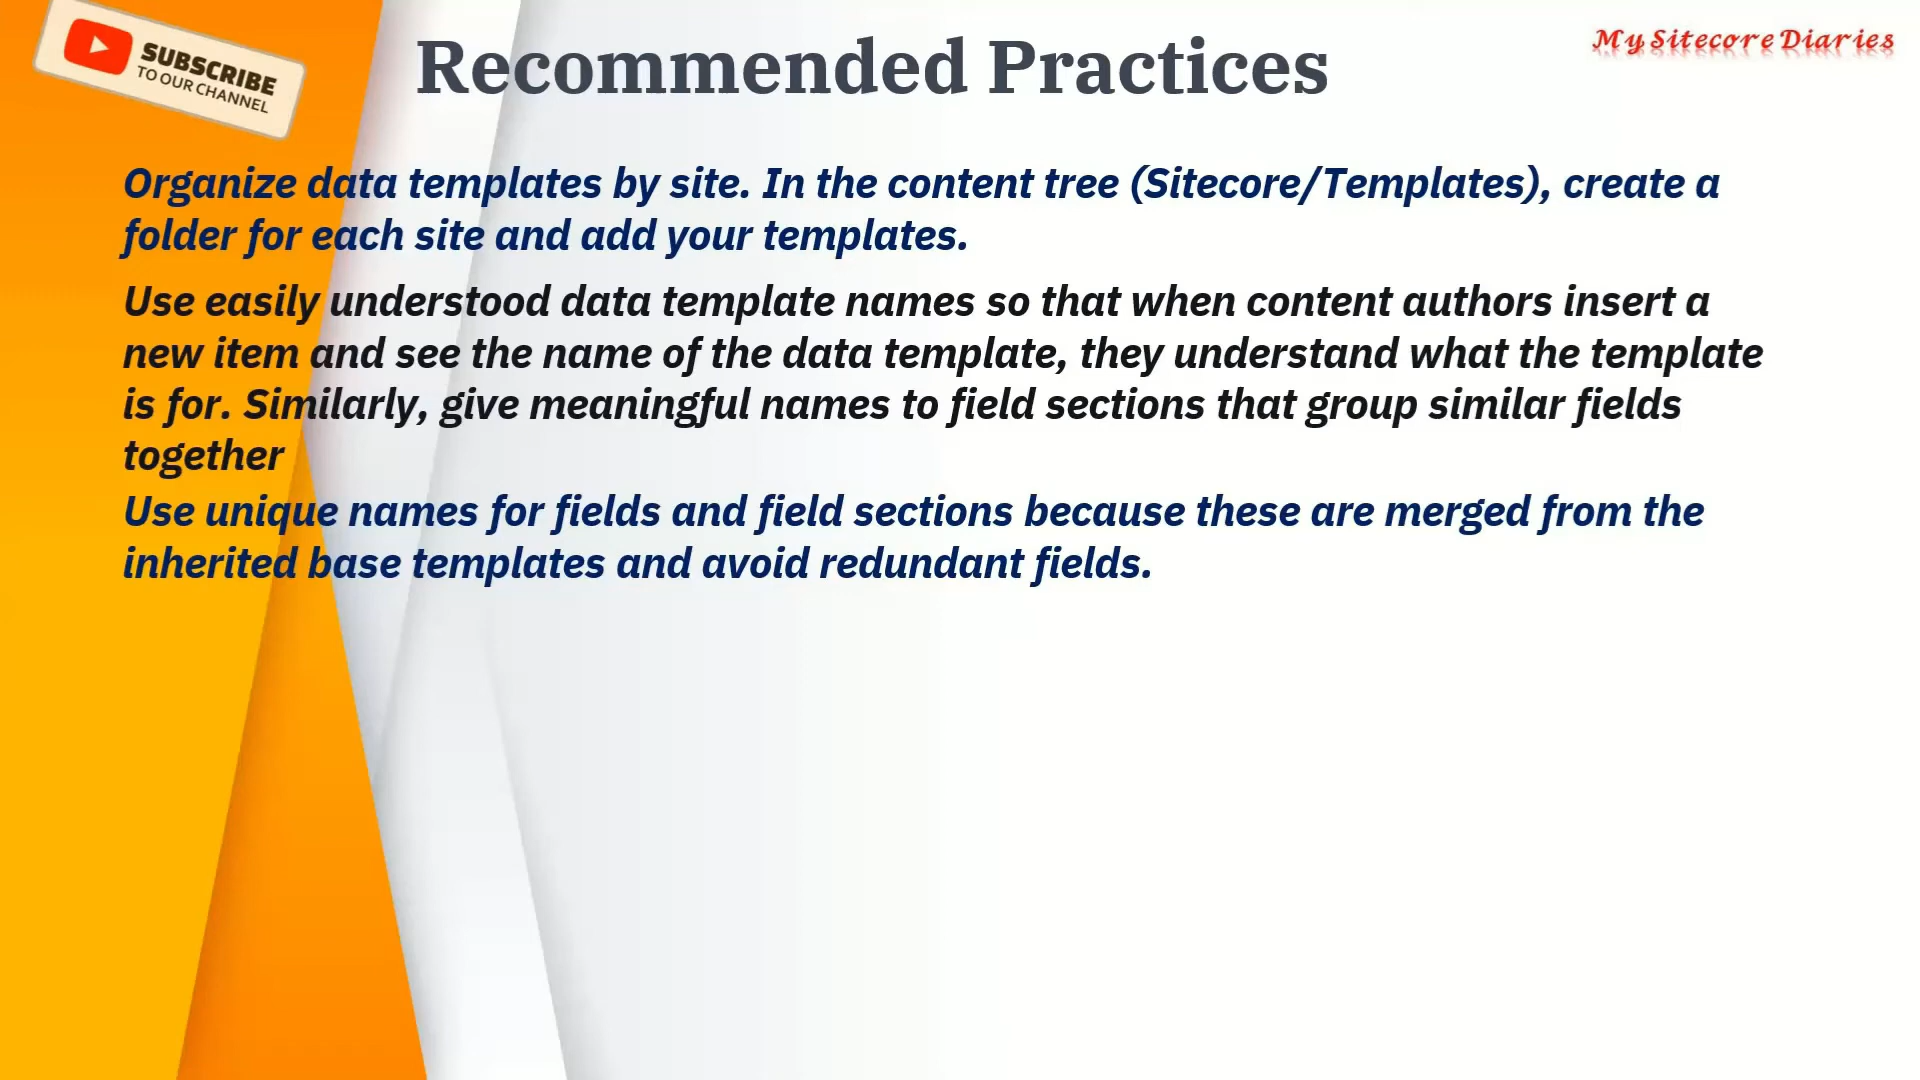 SUBSCRIBE
TO OUR CHANNEL
Recommended Practices
My Sitecore Diaries
Organize data templates by site. In the content tree (Sitecore/Templates), create a
folder for each site and add your templates.
Use easily understood data template names so that when content authors insert a
new item and see the name of the data template, they understand what the template
is for. Similarly, give meaningful names to field sections that group similar fields
together
Use unique names for fields and field sections because these are merged from the
inherited base templates and avoid redundant fields.